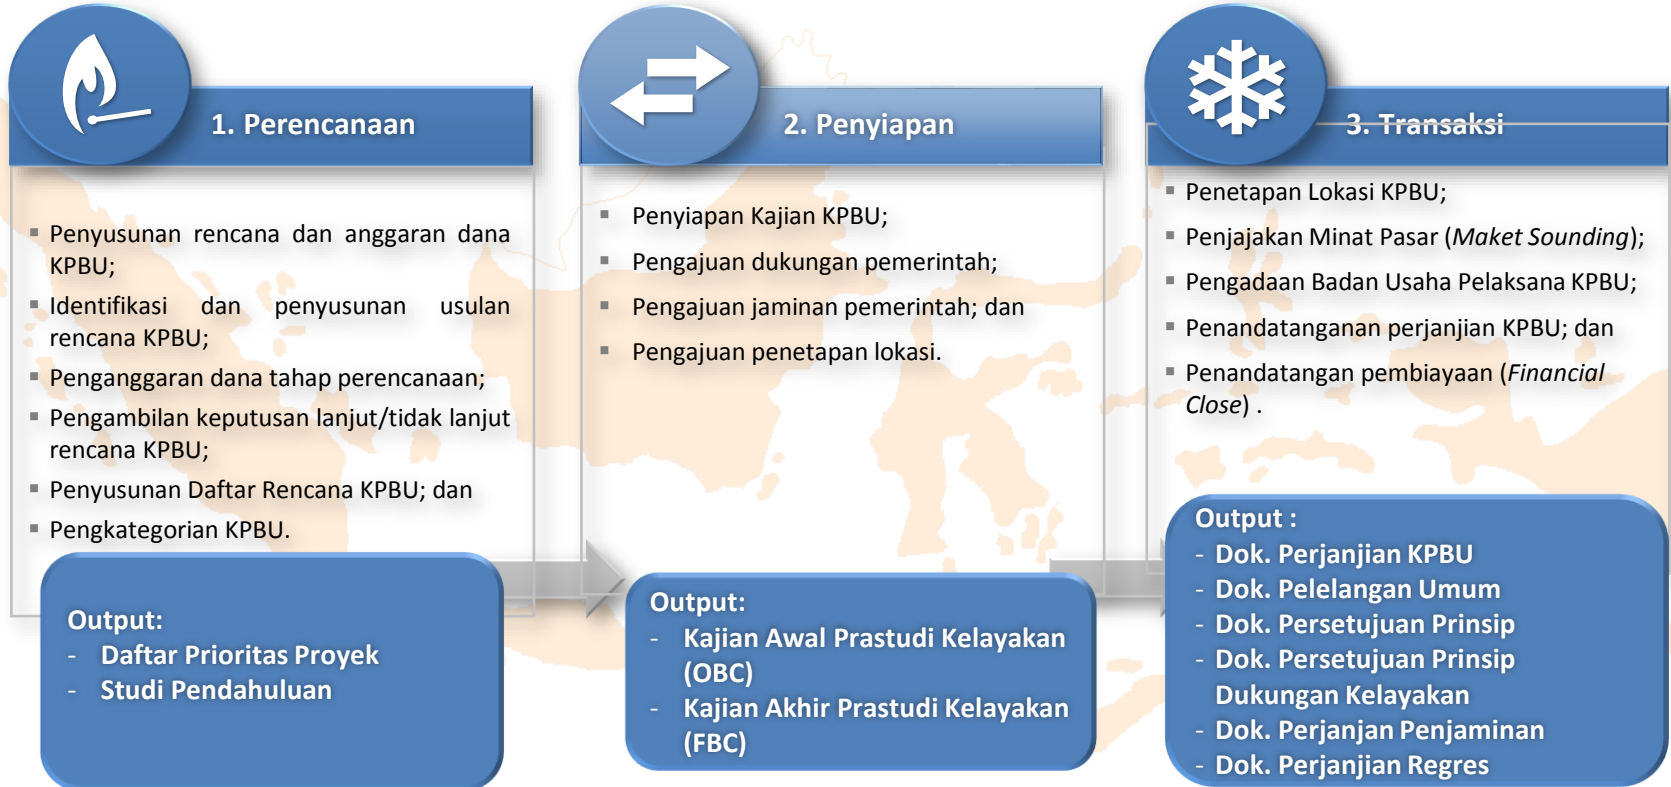 1. Perencanaan
▪ Penyusunan rencana dan anggaran dana
KPBU;
▪ Identifikasi dan penyusunan usulan
rencana KPBU;
▪ Penganggaran dana tahap perencanaan;
▪ Pengambilan keputusan lanjut/tidak lanjut
rencana KPBU;
▪ Penyusunan Daftar Rencana KPBU; dan
▪ Pengkategorian KPBU.
Output:
- Daftar Prioritas Proyek
- Studi Pendahuluan
2. Penyiapan
▪ Penyiapan Kajian KPBU;
▪ Pengajuan dukungan pemerintah;
▪ Pengajuan jaminan pemerintah; dan
▪ Pengajuan penetapan lokasi.
Output:
- Kajian Awal Prastudi Kelayakan
(OBC)
- Kajian Akhir Prastudi Kelayakan
(FBC)
3. Transaksi
▪ Penetapan Lokasi KPBU;
▪ Penjajakan Minat Pasar (Maket Sounding);
▪ Pengadaan Badan Usaha Pelaksana KPBU;
▪ Penandatanganan perjanjian KPBU; dan
▪ Penandatangan pembiayaan (Financial
Close) .
Output :
- Dok. Perjanjian KPBU
- Dok. Pelelangan Umum
- Dok. Persetujuan Prinsip
- Dok. Persetujuan Prinsip
Dukungan Kelayakan
- Dok. Perjanjan Penjaminan
- Dok. Perjanjian Regres